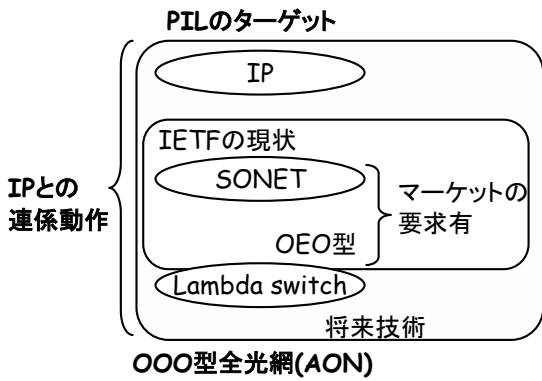 PILのターゲット
IP
IETFの現状
SONET
IPとの
連係動作
マーケットの
要求有
OEO型
Lambda switch
将来技術
OOO型全光網(AON)